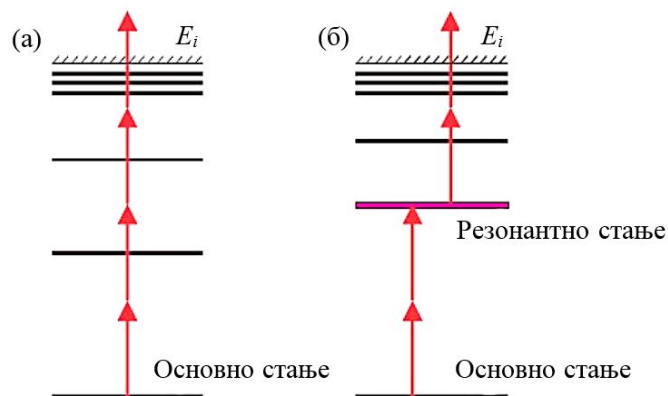 (а)
E_i
Основно стање
(б)
E_i
Резонантно стање
Основно стање